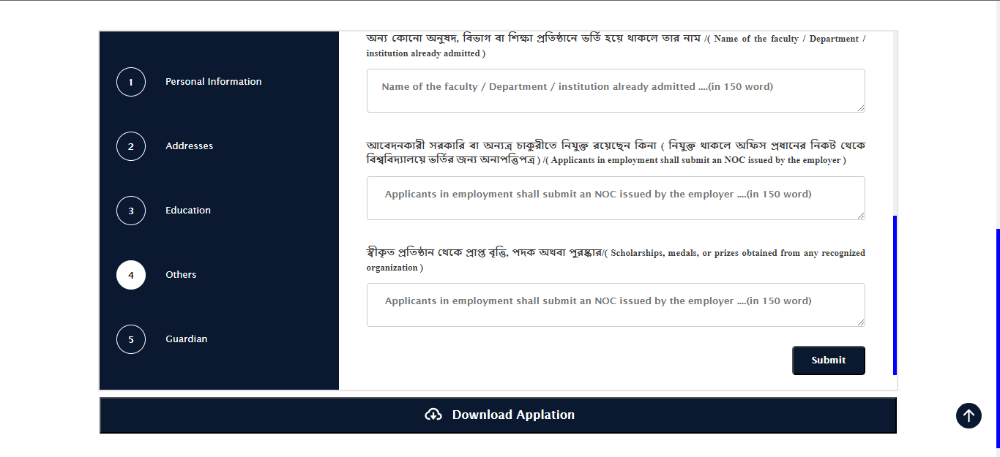 1 Personal Information
2 Addresses
3 Education
4 Others
5 Guardian
অন্য কোনো অনুষদ, বিভাগ বা শিক্ষা প্রতিষ্ঠানে ভর্তি হয়ে থাকলে তার নাম /( Name of the faculty / Department /
institution already admitted )
Name of the faculty / Department / institution already admitted ....(in 150 word)
আবেদনকারী সরকারি বা অন্যত্র চাকুরীতে নিযুক্ত রয়েছেন কিনা ( নিযুক্ত থাকলে অফিস প্রধানের নিকট থেকে
বিশ্ববিদ্যালয়ে ভর্তির জন্য অনাপত্তিপত্র ) /( Applicants in employment shall submit an NOC issued by the employer )
Applicants in employment shall submit an NOC issued by the employer ....(in 150 word)
স্বীকৃত প্রতিষ্ঠান থেকে প্রাপ্ত বৃত্তি, পদক অথবা পুরষ্কার/( Scholarships, medals, or prizes obtained from any recognized
organization )
Applicants in employment shall submit an NOC issued by the employer ....(in 150 word)
Submit
Download Applation